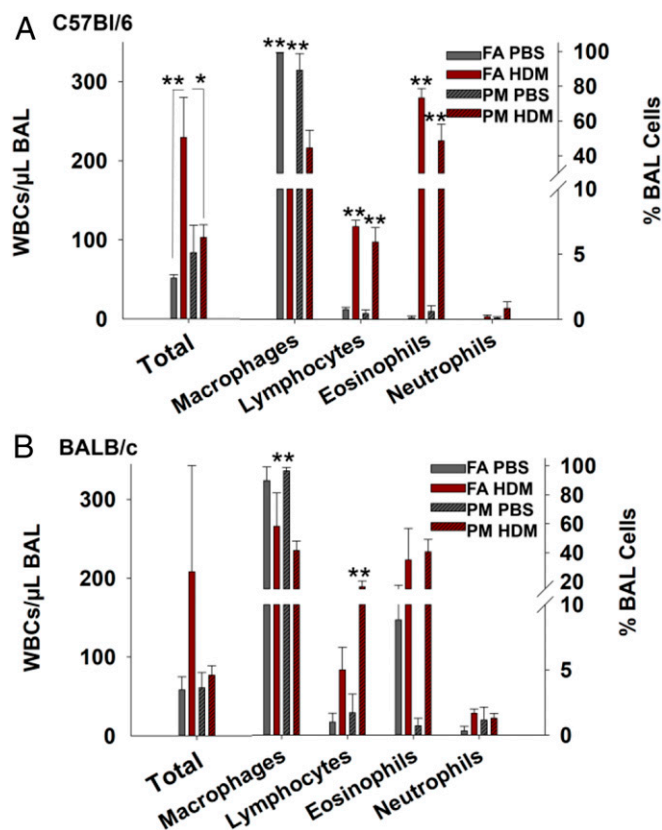 A
C57Bl/6
WBCs/µL BAL
300
200
100
0
** *
** **
** **
** **
FA PBS
FA HDM
PM PBS
PM HDM
100
80
60
40
10
5
0
% BAL Cells
Total
Macrophages
Lymphocytes
Eosinophils
Neutrophils
B
BALB/c
WBCs/µL BAL
300
200
100
0
**
**
FA PBS
FA HDM
PM PBS
PM HDM
100
80
60
40
20
10
5
0
% BAL Cells
Total
Macrophages
Lymphocytes
Eosinophils
Neutrophils